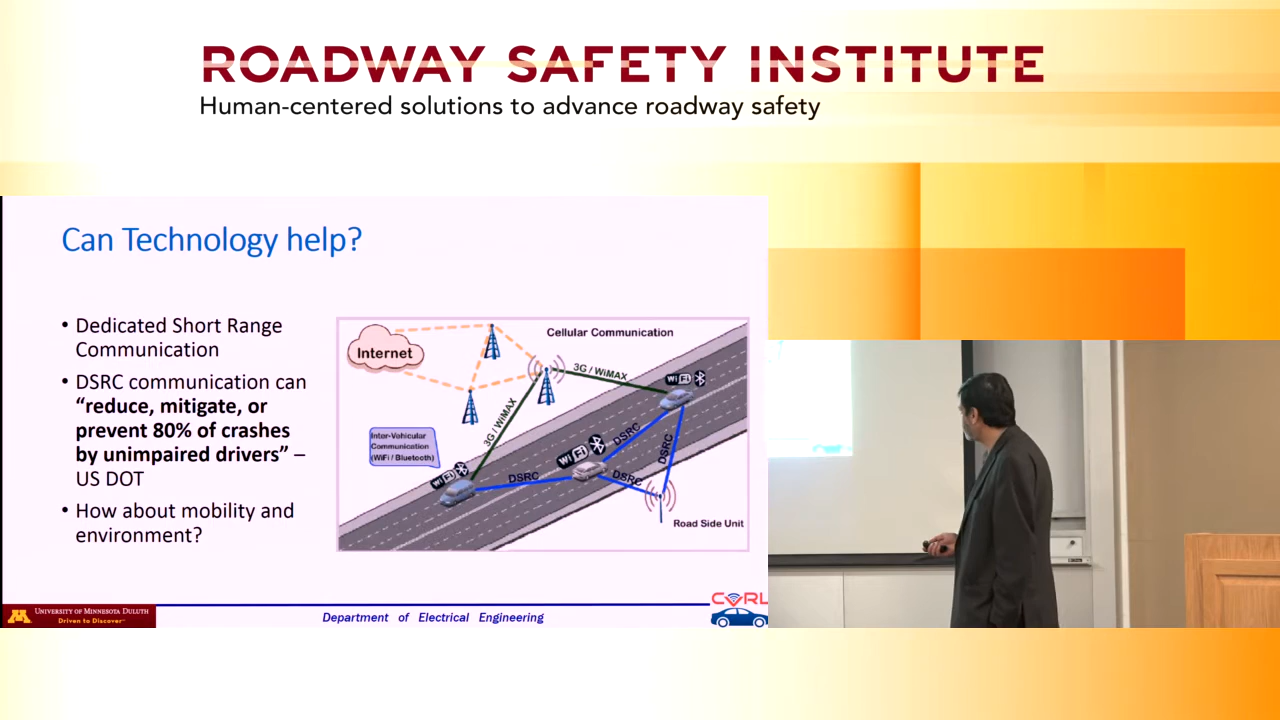 ROADWAY SAFETY INSTITUTE
Human-centered solutions to advance roadway safety
Can Technology help?
• Dedicated Short Range
Communication
• DSRC communication can
“reduce, mitigate, or
prevent 80% of crashes
by unimpaired drivers” –
US DOT
• How about mobility and
environment?
Internet
Cellular Communication
3G / WiMAX
WiFi
3G / WiMAX
Inter-Vehicular
Communication
(WiFi / Bluetooth)
WiFi
WiFi
DSRC
DSRC
DSRC
DSRC
Road Side Unit
UNIVERSITY OF MINNESOTA DULUTH
Driven to Discover
Department of Electrical Engineering
CVRL